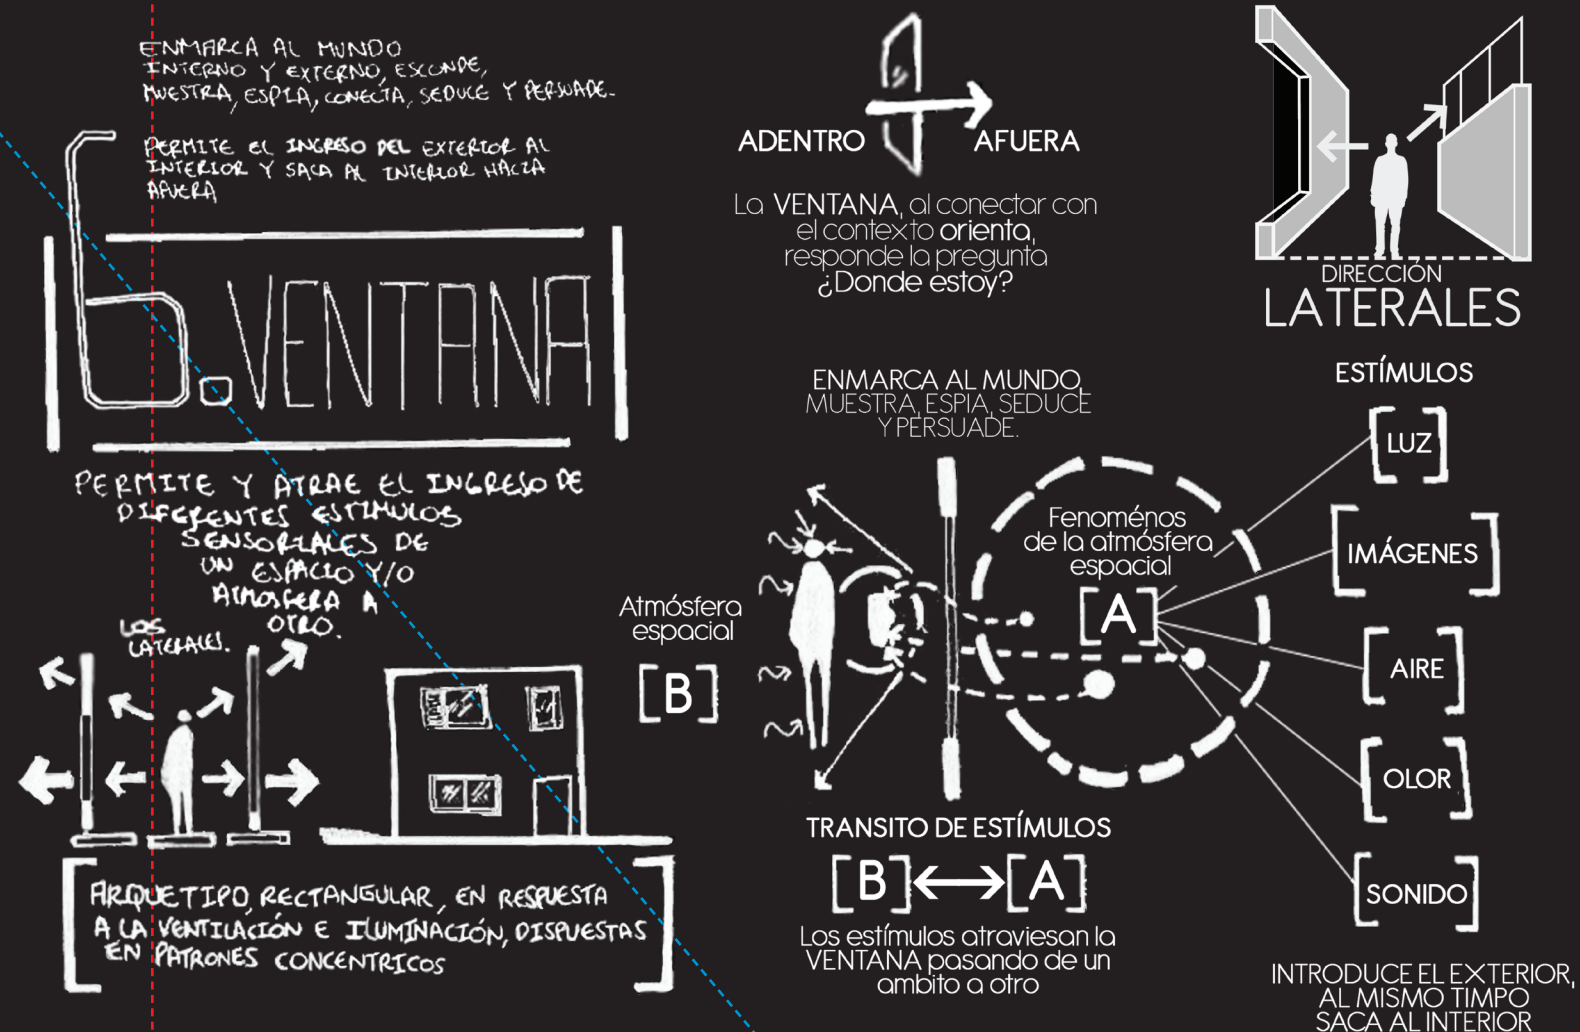 ENMARCA AL MUNDO
INTERNO Y EXTERNO, ESCONDE,
MUESTRA, ESPIA, CONECTA, SEDUCE Y PERSUADE.
PERMITE EL INGRESO DEL EXTERIOR AL
INTERIOR Y SACA AL INTERIOR HACIA
AFUERA
6. VENTANA
PERMITE Y ATRAE EL INGRESO DE
DIFERENTES ESTIMULOS
SENSORIALES DE
UN ESPACIO Y/O
ATMOSFERA A
OTRO.
LOS
LATERALES.
ARQUETIPO RECTANGULAR, EN RESPUESTA
A LA VENTILACIÓN E ILUMINACIÓN, DISPUESTAS
EN PATRONES CONCENTRICOS
ADENTRO
AFUERA
La VENTANA, al conectar con
el contexto orienta,
responde la pregunta
¿Donde estoy?
DIRECCIÓN
LATERALES
ENMARCA AL MUNDO,
MUESTRA, ESPIA, SEDUCE
Y PERSUADE.
Atmósfera
espacial
[B]
Fenoménos
de la atmósfera
espacial
[A]
ESTÍMULOS
[LUZ]
[IMÁGENES]
[AIRE]
[OLOR]
[SONIDO]
TRANSITO DE ESTÍMULOS
[B] ↔ [A]
Los estímulos atraviesan la
VENTANA pasando de un
ambito a otro
INTRODUCE EL EXTERIOR,
AL MISMO TIMPO
SACA AL INTERIOR